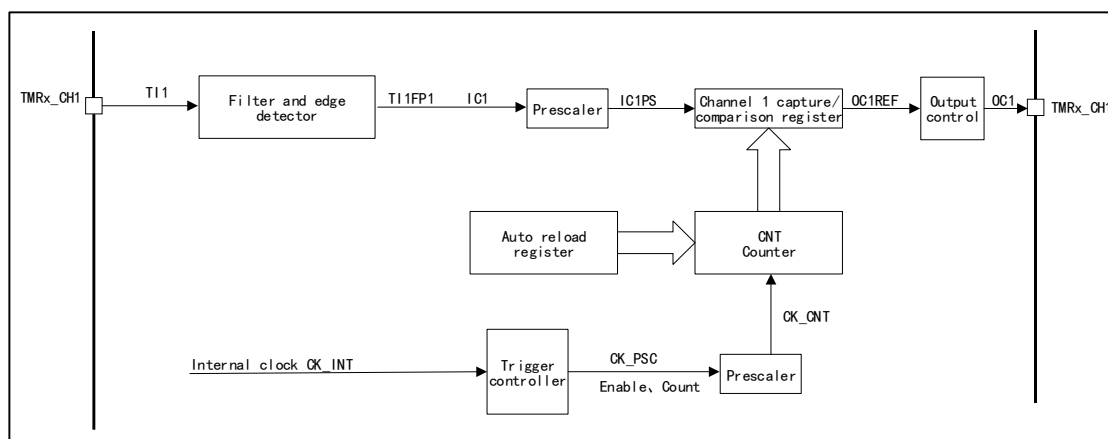 TMRx_CH1
TI1
Filter and edge
detector
TI1FP1
IC1
Prescaler
IC1PS
Channel 1 capture/
comparison register
OC1REF
Output
control
OC1
TMRx_CH1
Auto reload
register
CNT
Counter
CK_CNT
Internal clock CK_INT
Trigger
controller
CK_PSC
Enable、Count
Prescaler